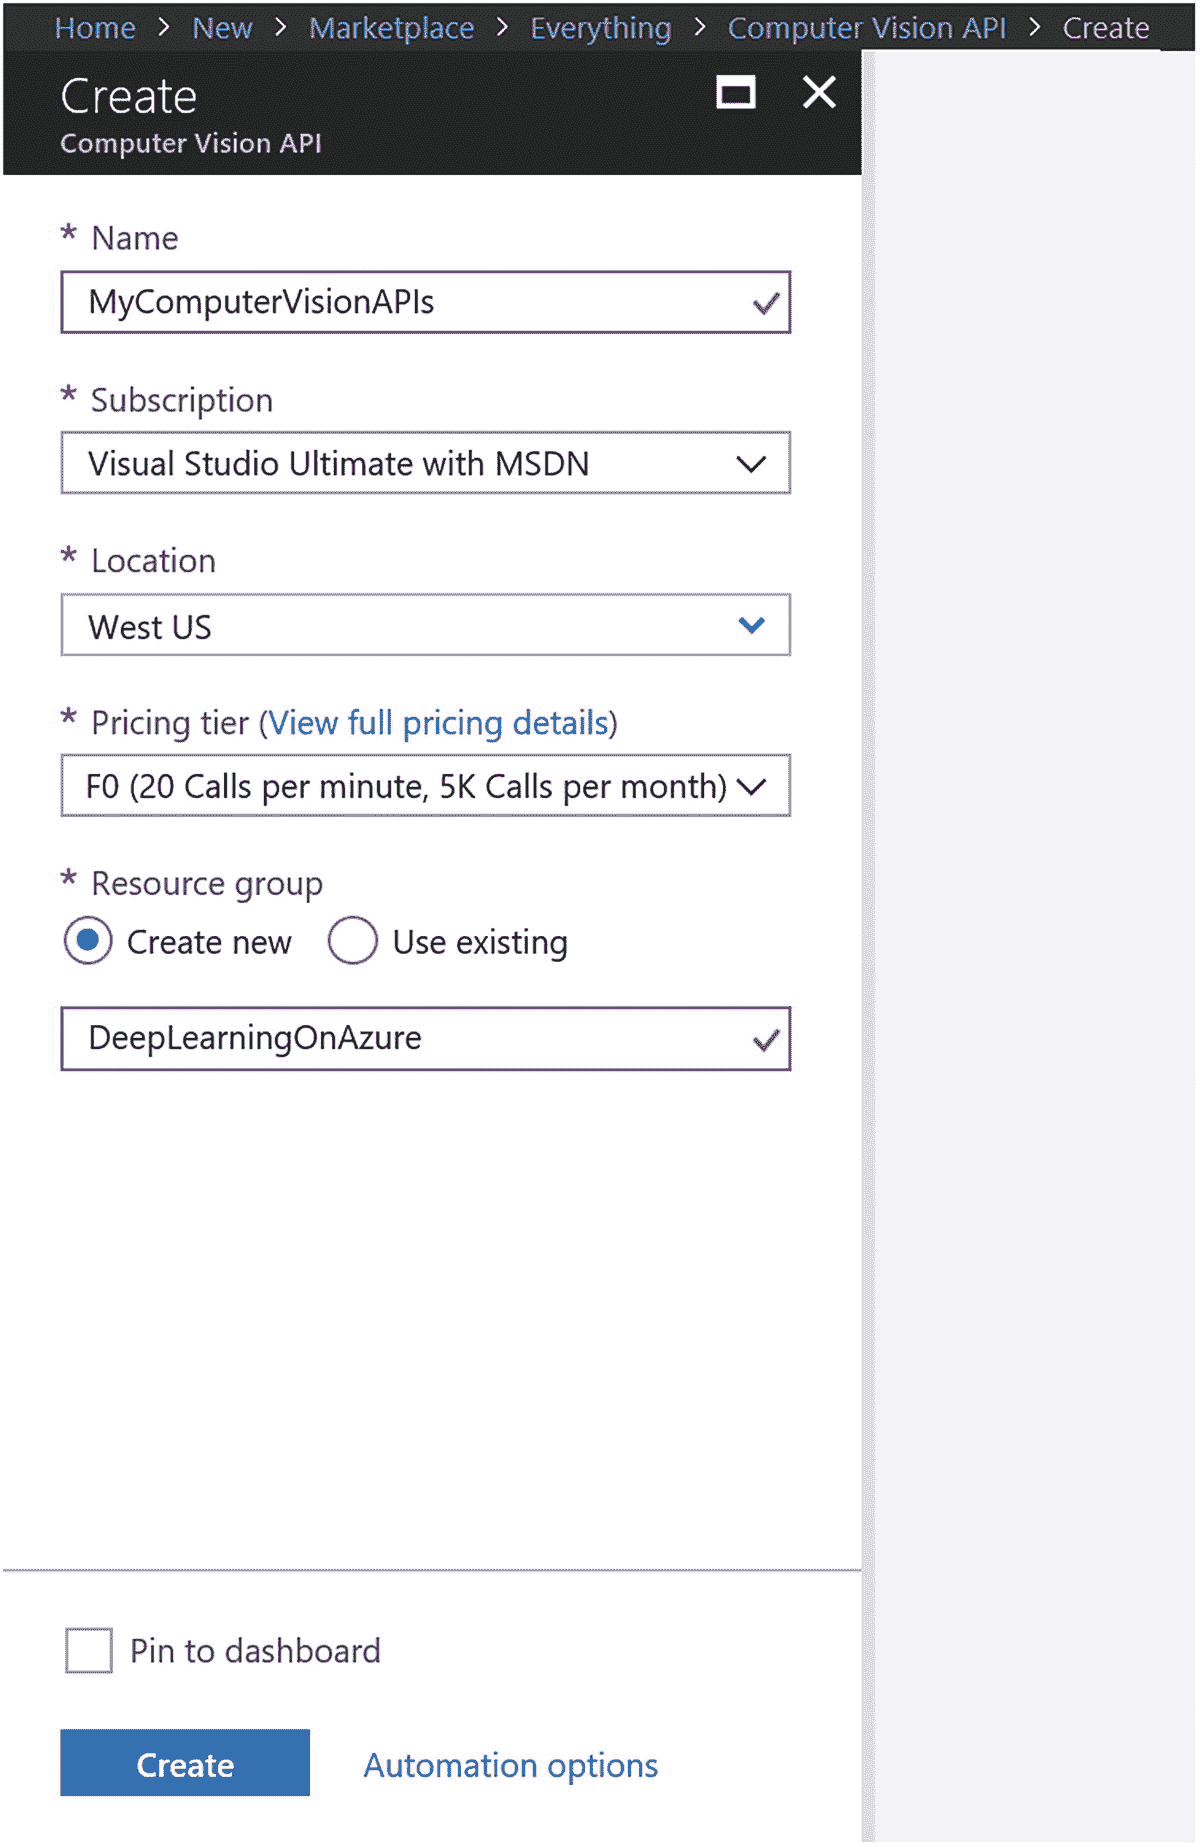 Home > New > Marketplace > Everything > Computer Vision API > Create
Create
Computer Vision API
* Name
MyComputerVisionAPIs
* Subscription
Visual Studio Ultimate with MSDN
* Location
West US
* Pricing tier (View full pricing details)
F0 (20 Calls per minute, 5K Calls per month)
* Resource group
Create new Use existing
DeepLearningOnAzure
Pin to dashboard
Create Automation options